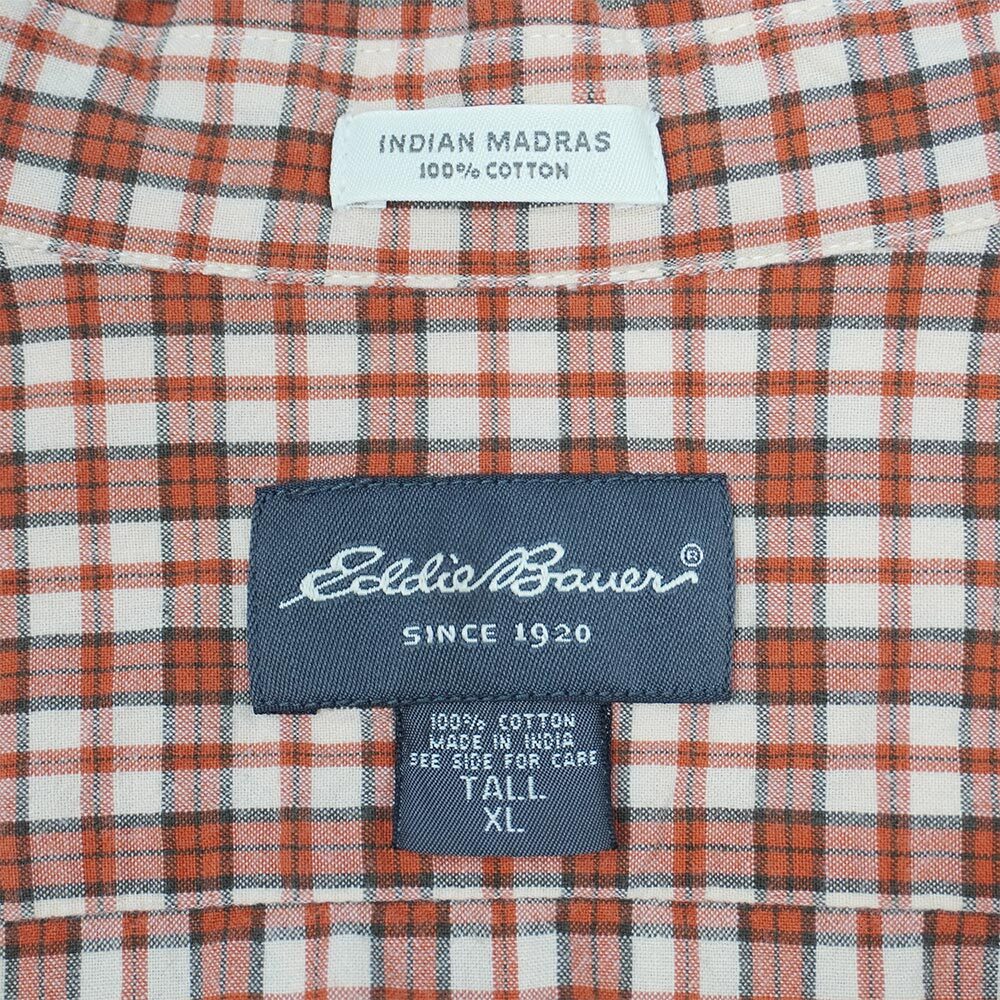 INDIAN MADRAS
100% COTTON
Eddie Bauer®
SINCE 1920
100% COTTON
MADE IN INDIA
SEE SIDE FOR CARE
TALL
XL